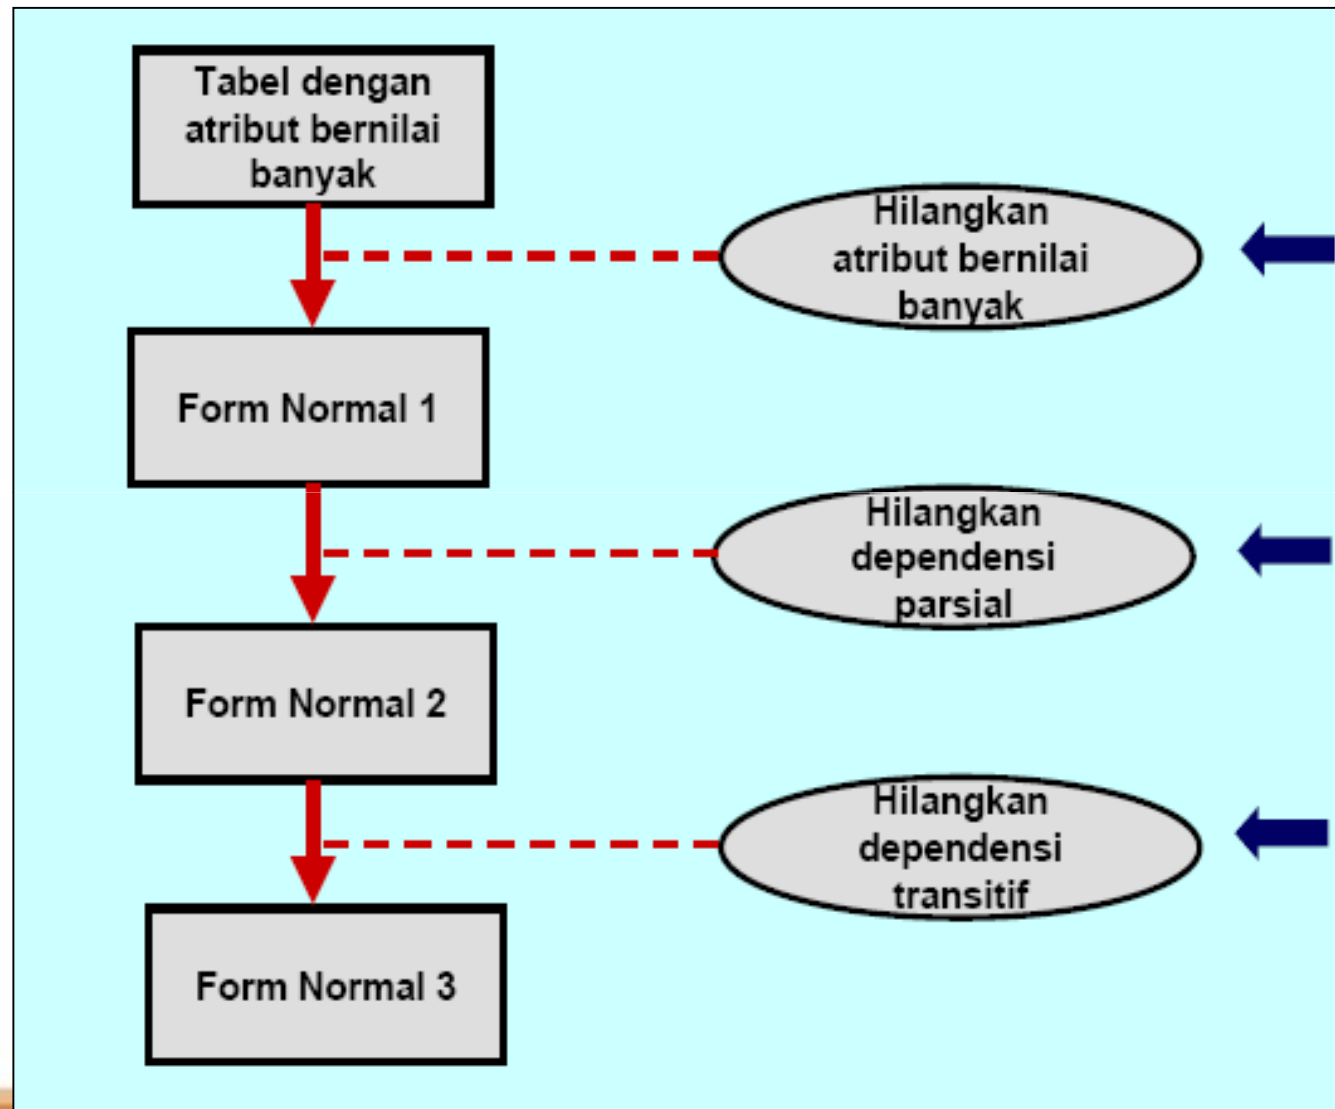 Tabel dengan
atribut bernilai
banyak
Hilangkan
atribut bernilai
banyak
Form Normal 1
Hilangkan
dependensi
parsial
Form Normal 2
Hilangkan
dependensi
transitif
Form Normal 3